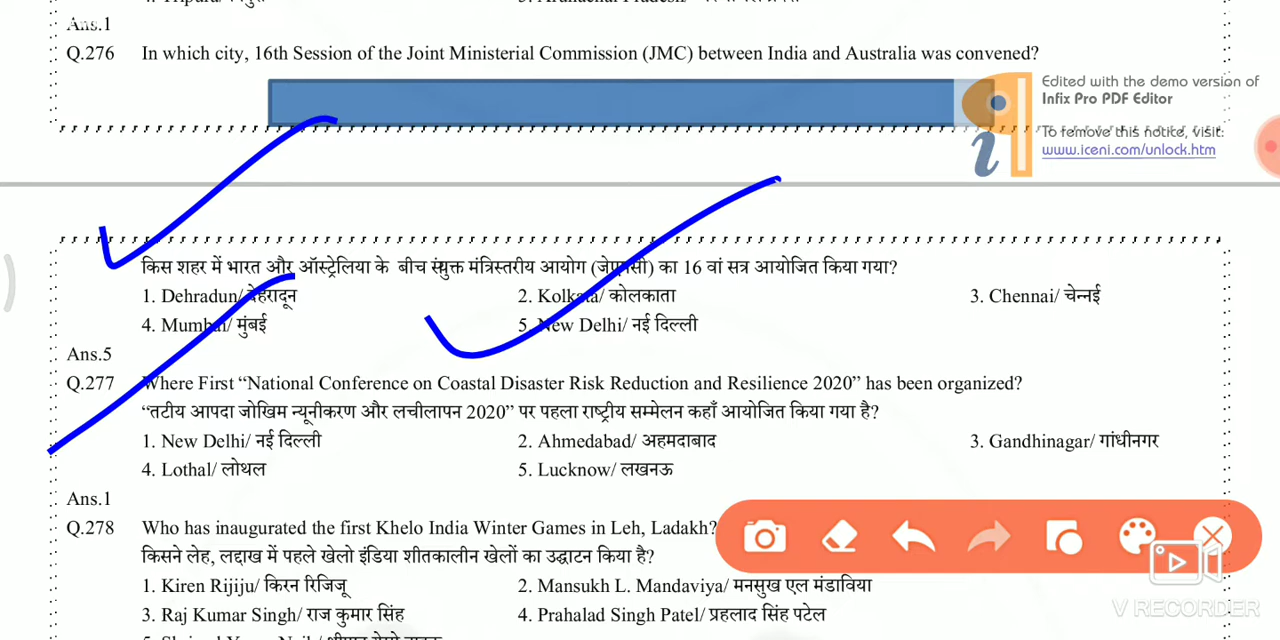 Ans.1
Q.276 In which city, 16th Session of the Joint Ministerial Commission (JMC) between India and Australia was convened?
Edited with the demo version of
Infix Pro PDF Editor
To remove this notice, visit:
www.iceni.com/unlock.htm
किस शहर में भारत और ऑस्ट्रेलिया के बीच संयुक्त मंत्रिस्तरीय आयोग (जेएमसी) का 16 वां सत्र आयोजित किया गया?
1. Dehradun/ देहरादून 2. Kolkata/ कोलकाता 3. Chennai/ चेन्नई
4. Mumbai/ मुंबई 5. New Delhi/ नई दिल्ली
Ans.5
Q.277 Where First “National Conference on Coastal Disaster Risk Reduction and Resilience 2020” has been organized?
“तटीय आपदा जोखिम न्यूनीकरण और लचीलापन 2020” पर पहला राष्ट्रीय सम्मेलन कहाँ आयोजित किया गया है?
1. New Delhi/ नई दिल्ली 2. Ahmedabad/ अहमदाबाद 3. Gandhinagar/ गांधीनगर
4. Lothal/ लोथल 5. Lucknow/ लखनऊ
Ans.1
Q.278 Who has inaugurated the first Khelo India Winter Games in Leh, Ladakh?
किसने लेह, लद्दाख में पहले खेलो इंडिया शीतकालीन खेलों का उद्घाटन किया है?
1. Kiren Rijiju/ किरन रिजिजू 2. Mansukh L. Mandaviya/ मनसुख एल मंडाविया
3. Raj Kumar Singh/ राज कुमार सिंह 4. Prahalad Singh Patel/ प्रहलाद सिंह पटेल
V RECORDER